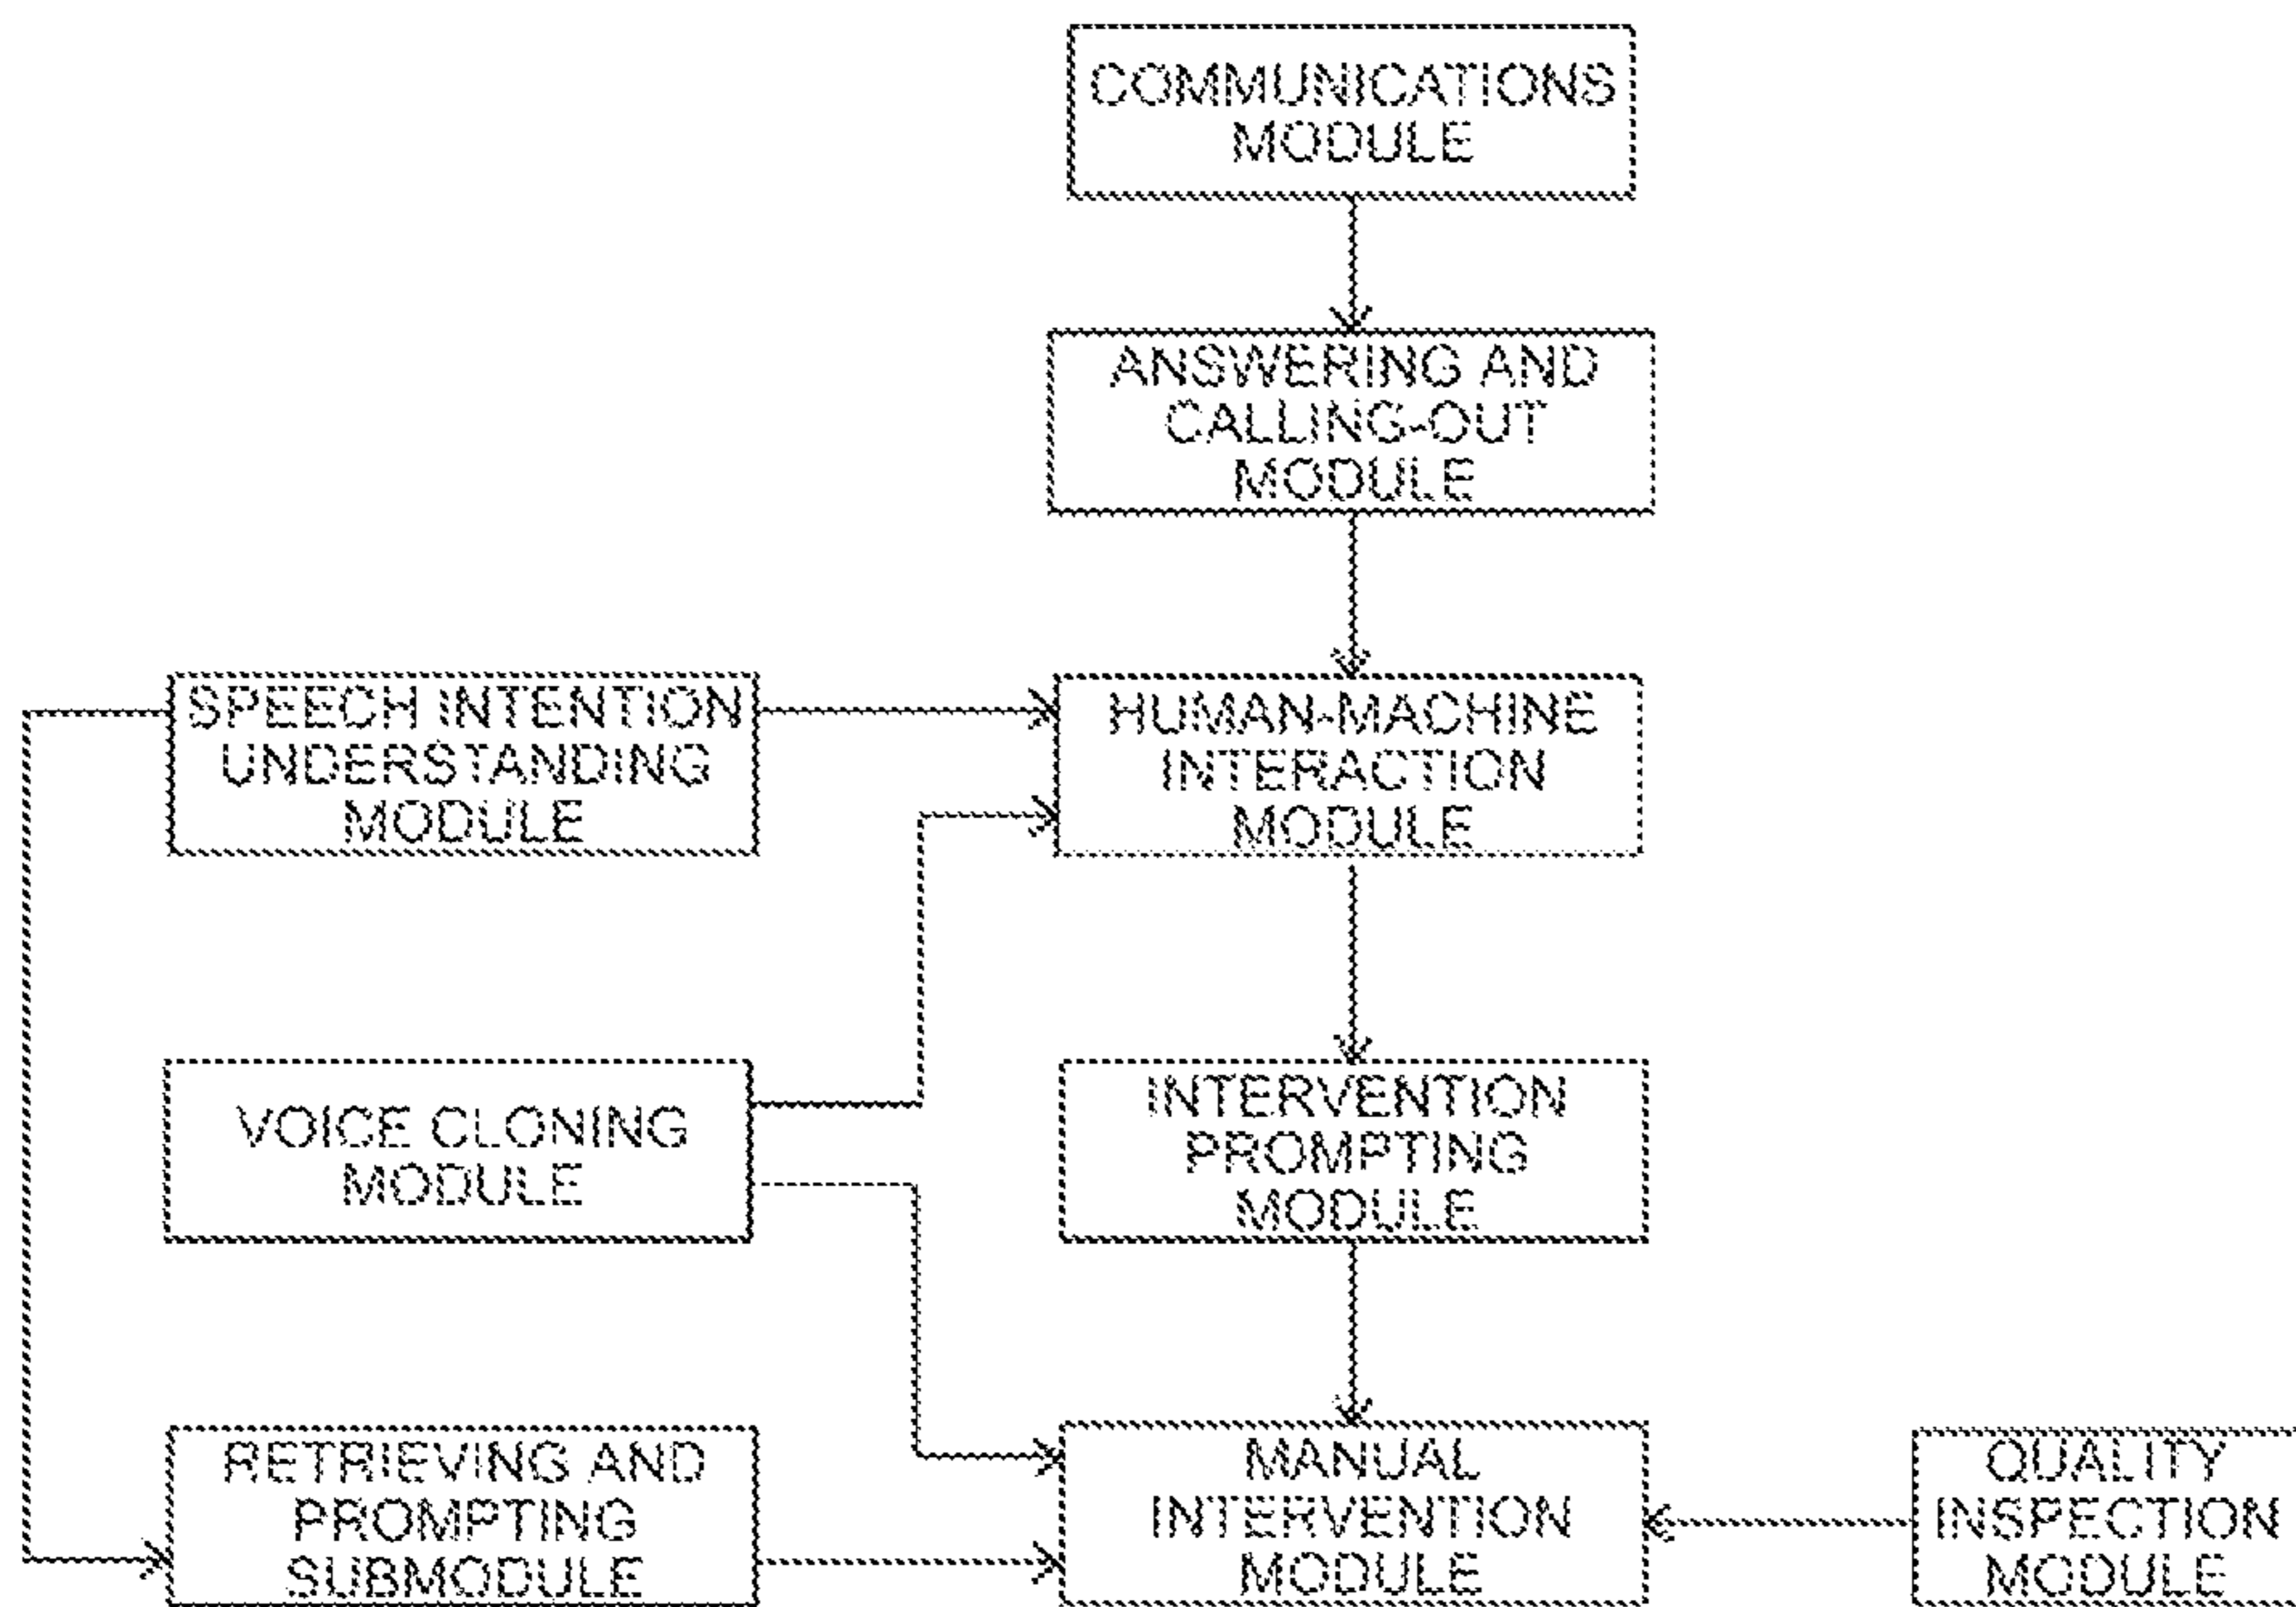 COMMUNICATIONS
MODULE
ANSWERING AND
CALLING-OUT
MODULE
SPEECH INTENTION
UNDERSTANDING
MODULE
HUMAN-MACHINE
INTERACTION
MODULE
VOICE CLONING
MODULE
INTERVENTION
PROMPTING
MODULE
RETRIEVING AND
PROMPTING
SUBMODULE
MANUAL
INTERVENTION
MODULE
QUALITY
INSPECTION
MODULE